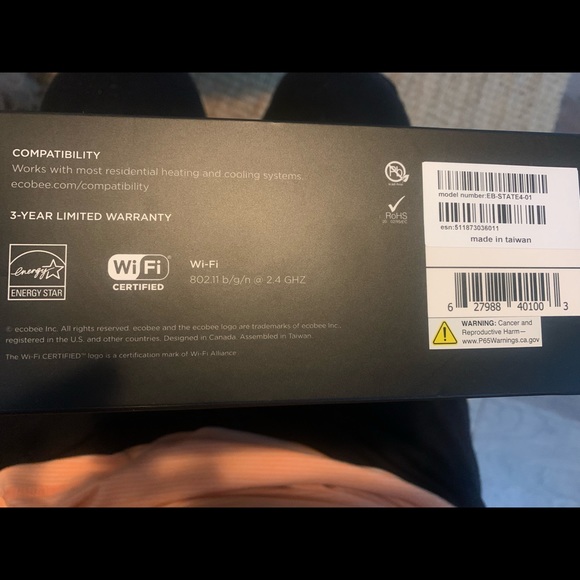 COMPATIBILITY
Works with most residential heating and cooling systems.
ecobee.com/compatibility
3-YEAR LIMITED WARRANTY
energy
ENERGY STAR
Wi Fi
CERTIFIED
Wi-Fi
802.11 b/g/n @ 2.4 GHZ
© ecobee Inc. All rights reserved. ecobee and the ecobee logo are trademarks of ecobee Inc.,
registered in the U.S. and other countries. Designed in Canada. Assembled in Taiwan.
The Wi-Fi CERTIFIED™ logo is a certification mark of Wi-Fi Alliance.
Pb
RoHS
model number:EB-STATE4-01
esn:511873036011
made in taiwan
6 27988 40100 3
WARNING: Cancer and
Reproductive Harm—
www.P65Warnings.ca.gov